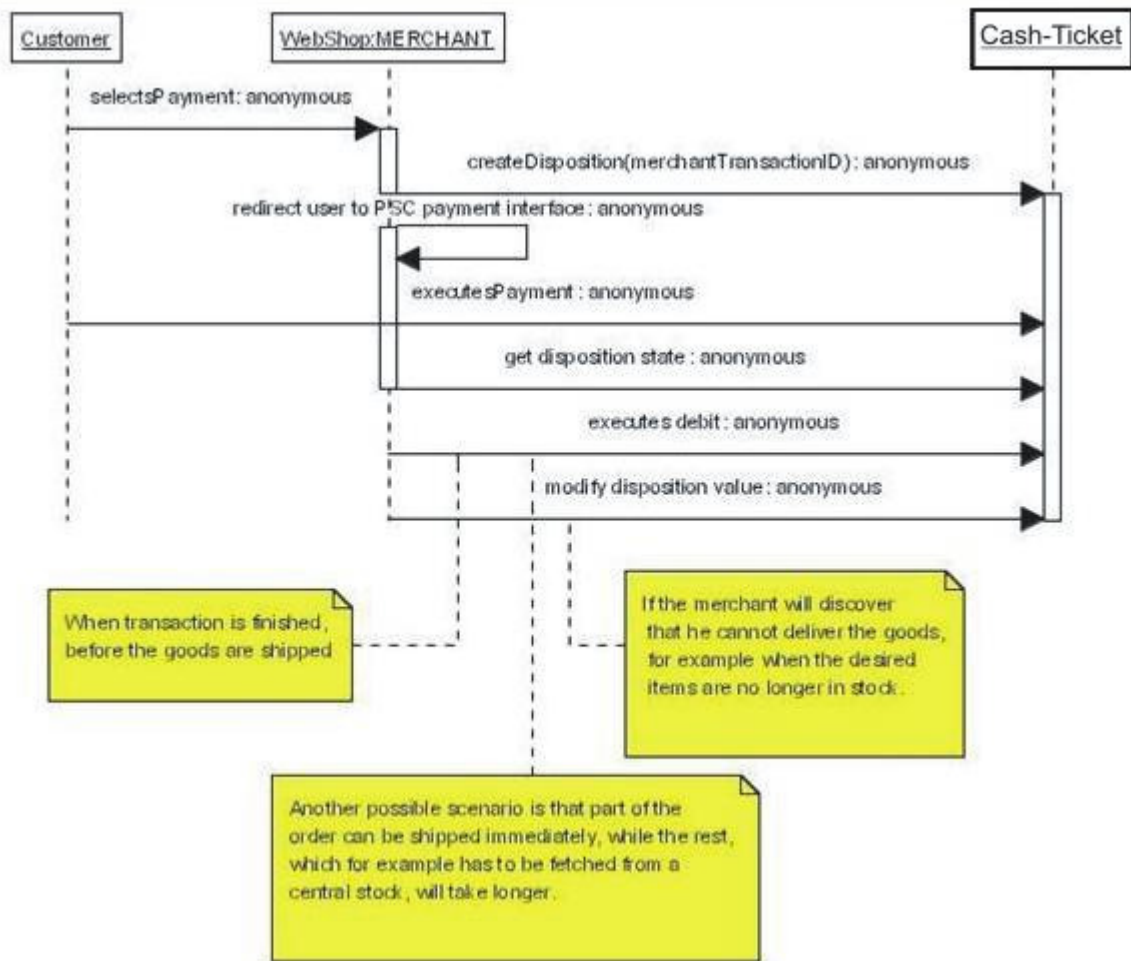 Customer
WebShop:MERCHANT
Cash-Ticket
selectsPayment: anonymous
createDisposition(merchantTransactionID): anonymous
redirect user to PSC payment interface: anonymous
executesPayment: anonymous
get disposition state: anonymous
executes debit: anonymous
modify disposition value: anonymous
When transaction is finished,
before the goods are shipped
If the merchant will discover
that he cannot deliver the goods,
for example when the desired
items are no longer in stock.
Another possible scenario is that part of the
order can be shipped immediately, while the rest,
which for example has to be fetched from a
central stock, will take longer.